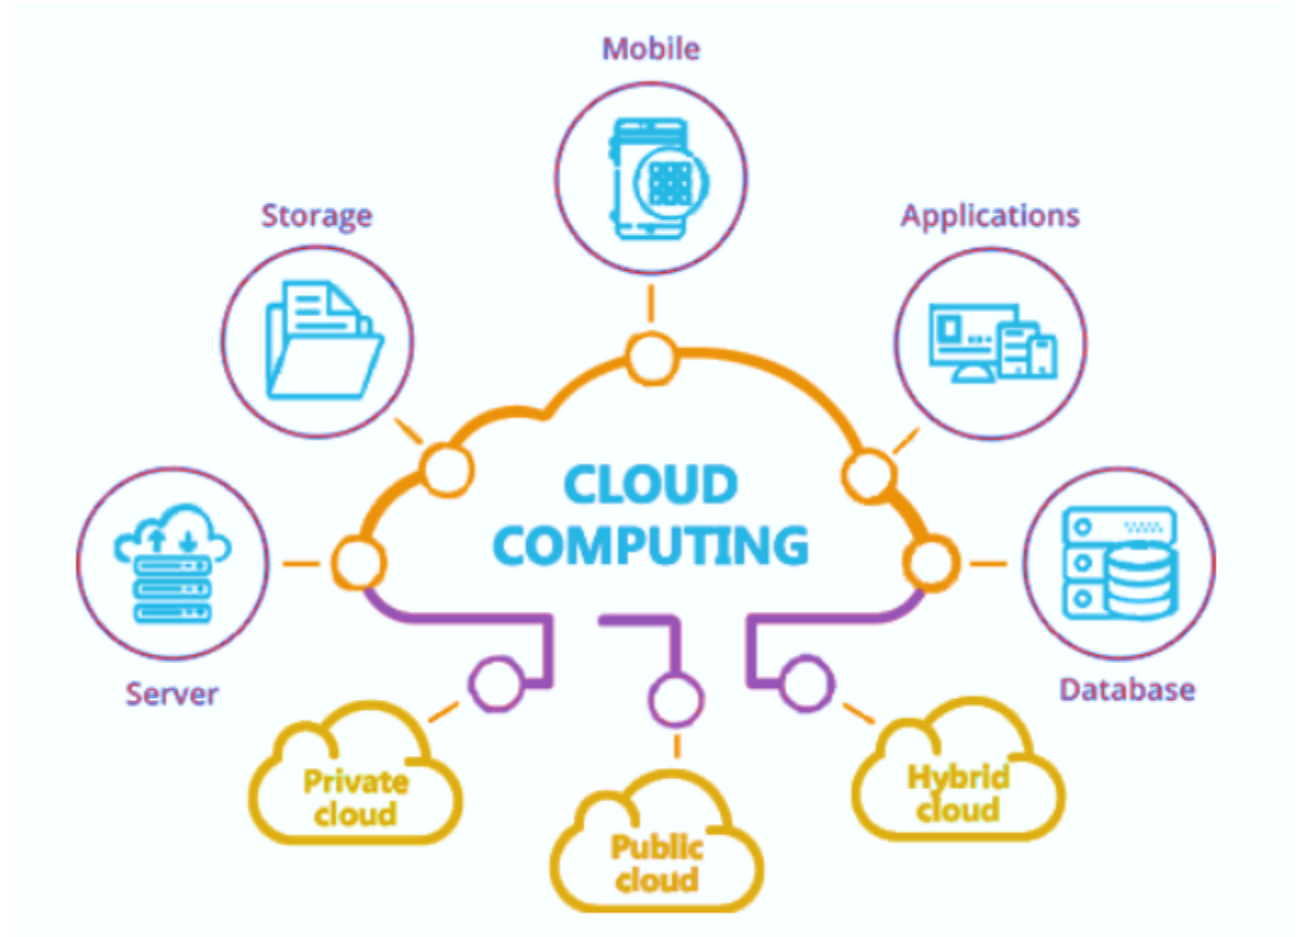 Mobile
Storage
Applications
CLOUD
COMPUTING
Server
Database
Private
cloud
Public
cloud
Hybrid
cloud